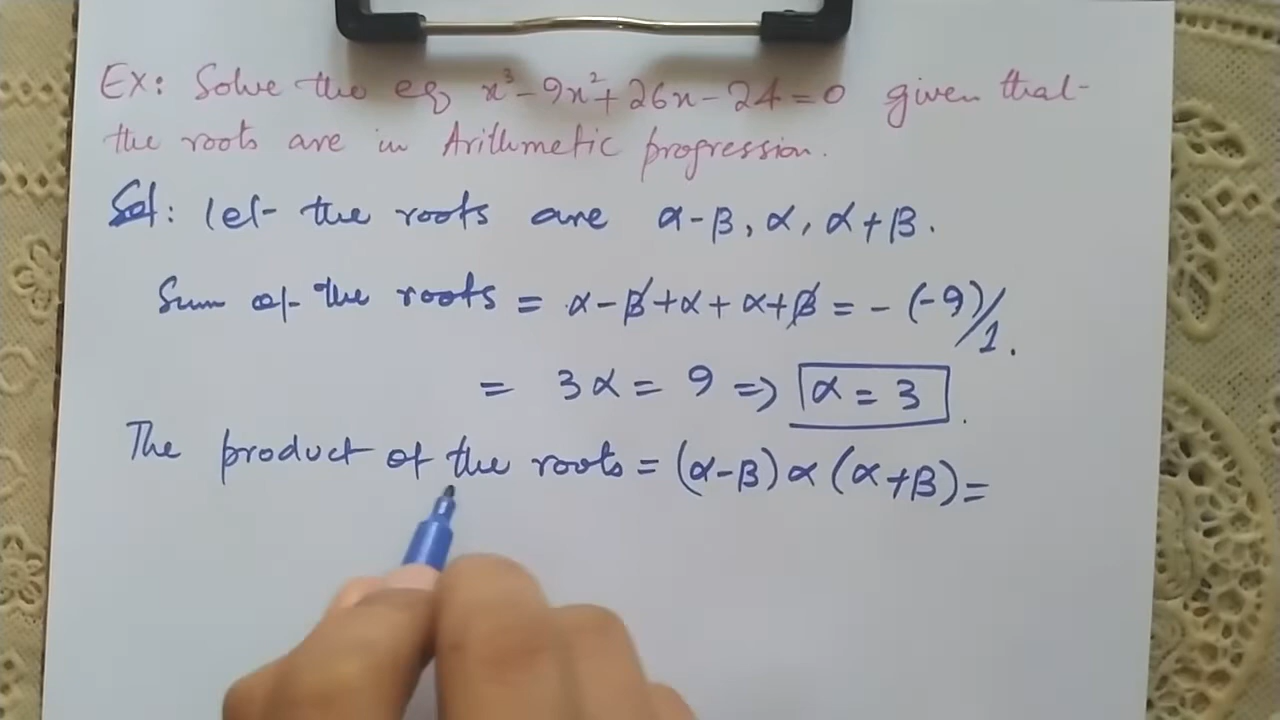 Ex: Solve the eq x³-9x²+26x-24=0 given that
the roots are in Arithmetic progression.
Sol: let the roots are α-β, α, α+β.
Sum of the roots = α-β+α+α+β = -(-9)/1.
= 3α = 9 => α = 3.
The product of the roots = (α-β)α(α+β)=